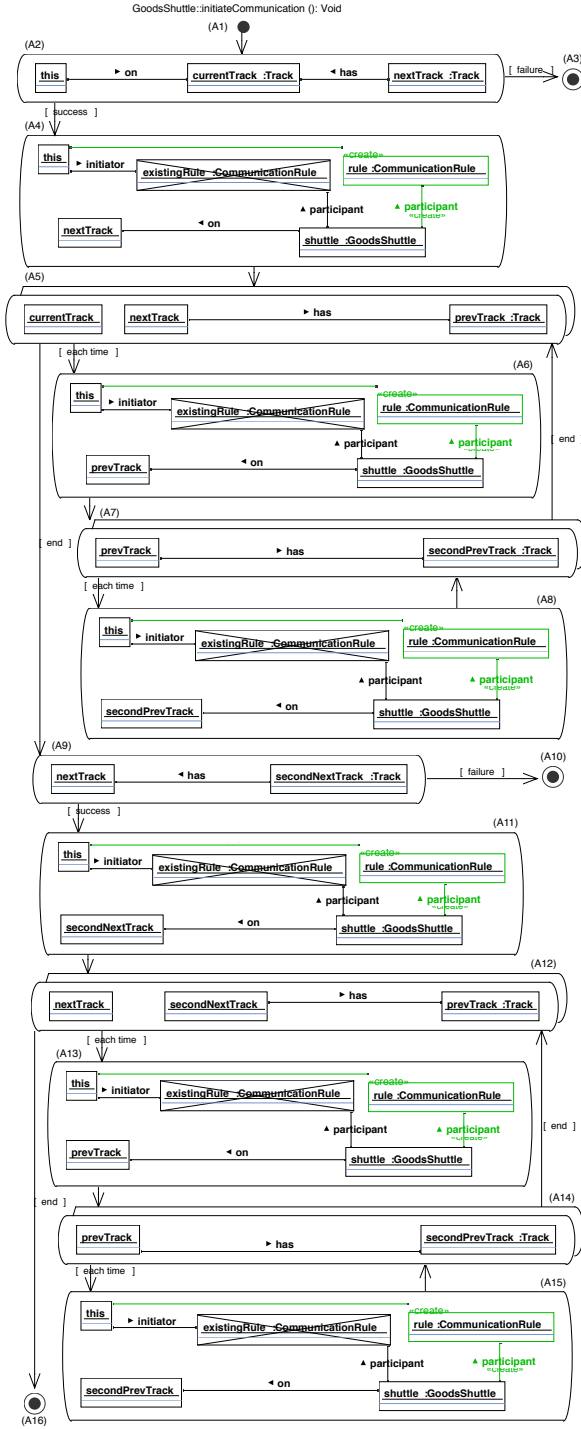 GoodsShuttle::initiateCommunication (): Void
(A1)
(A2)
(A3)
this ► on currentTrack :Track ◄ has nextTrack :Track
[ failure ]
[ success ]
(A4)
this ► initiator existingRule :CommunicationRule «create» rule :CommunicationRule
▲ participant ▲ participant «create»
nextTrack ◄ on shuttle :GoodsShuttle
(A5)
currentTrack nextTrack ► has prevTrack :Track
[ each time ]
(A6)
this ► initiator existingRule :CommunicationRule «create» rule :CommunicationRule
▲ participant ▲ participant «create»
[ end ]
prevTrack ◄ on shuttle :GoodsShuttle
(A7)
[ end ]
prevTrack ► has secondPrevTrack :Track
[ each time ]
(A8)
this ► initiator existingRule :CommunicationRule «create» rule :CommunicationRule
▲ participant ▲ participant «create»
secondPrevTrack ◄ on shuttle :GoodsShuttle
(A9)
(A10)
nextTrack ◄ has secondNextTrack :Track
[ failure ]
[ success ]
(A11)
this ► initiator existingRule :CommunicationRule «create» rule :CommunicationRule
▲ participant ▲ participant «create»
secondNextTrack ◄ on shuttle :GoodsShuttle
(A12)
nextTrack secondNextTrack ► has prevTrack :Track
[ each time ]
(A13)
this ► initiator existingRule :CommunicationRule «create» rule :CommunicationRule
▲ participant ▲ participant «create»
[ end ]
prevTrack ◄ on shuttle :GoodsShuttle
(A14)
[ end ]
prevTrack ► has secondPrevTrack :Track
[ each time ]
(A15)
this ► initiator existingRule :CommunicationRule «create» rule :CommunicationRule
▲ participant ▲ participant «create»
secondPrevTrack ◄ on shuttle :GoodsShuttle
(A16)